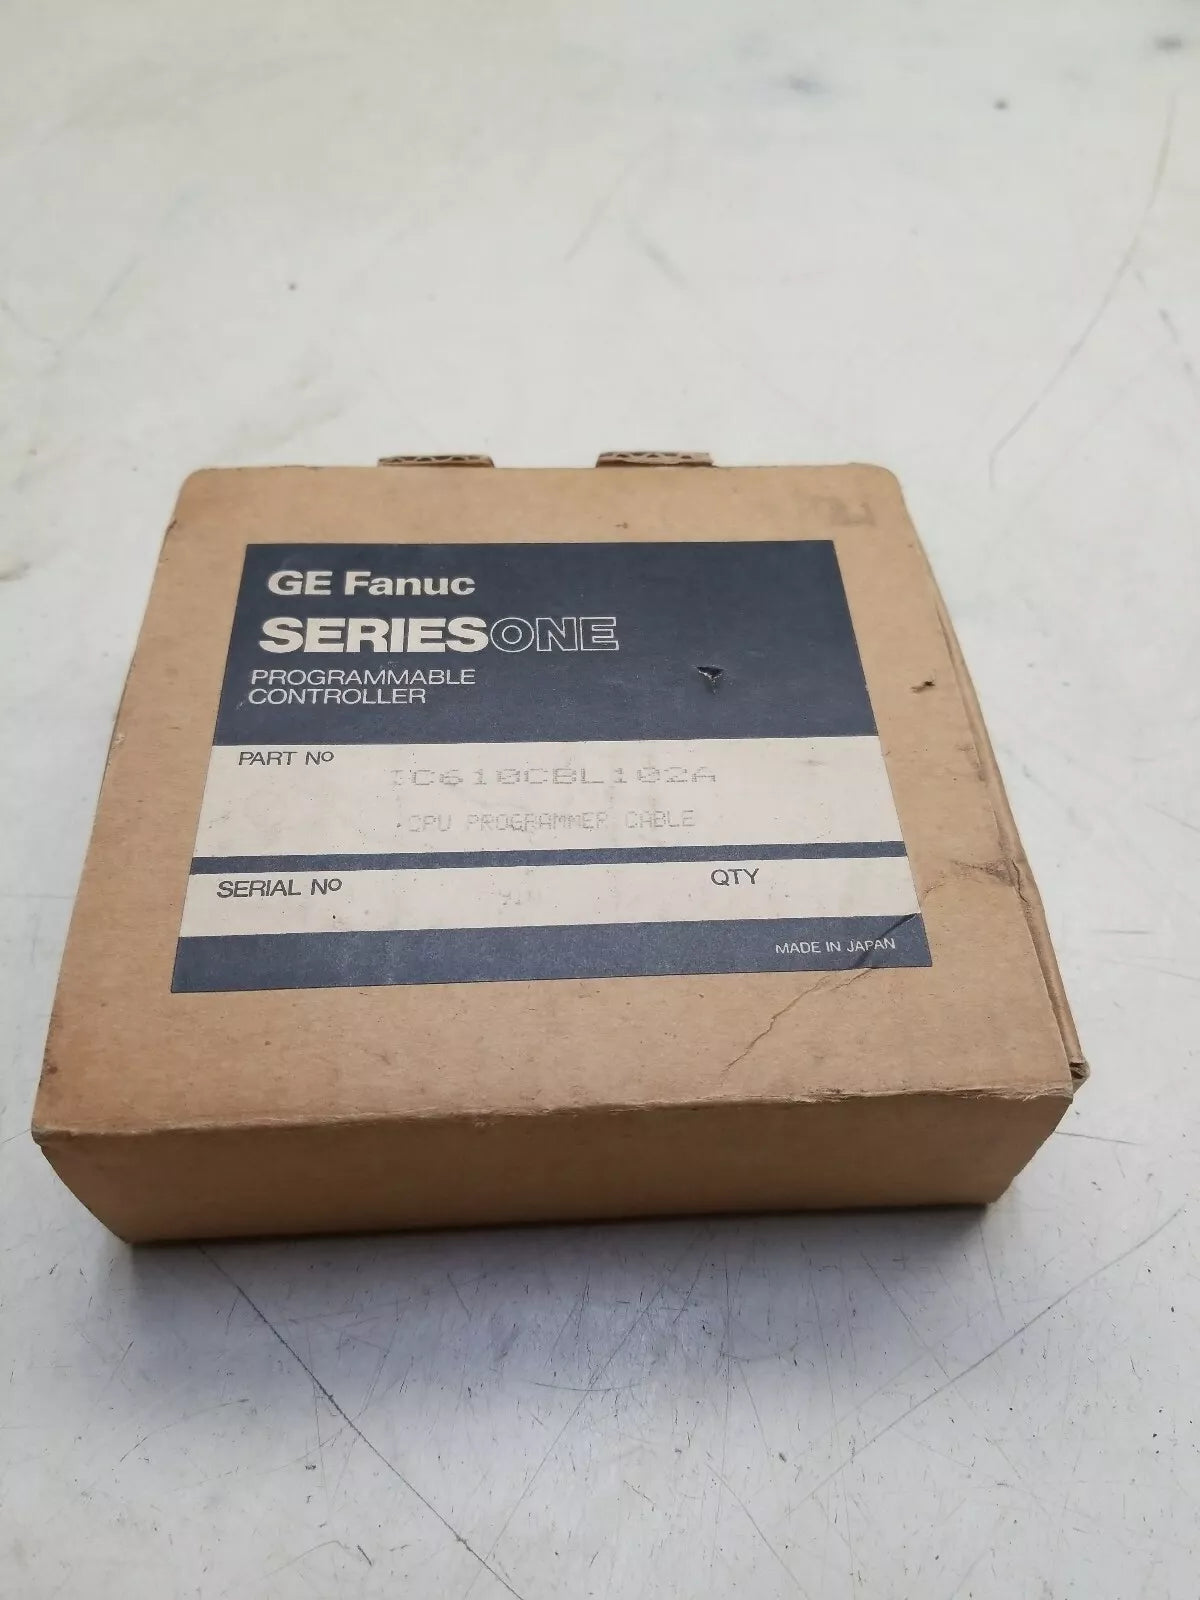 GE Fanuc
SERIESONE
PROGRAMMABLE
CONTROLLER
PART No
IC610CBL102A
CPU PROGRAMMER CABLE
SERIAL No
QTY
MADE IN JAPAN